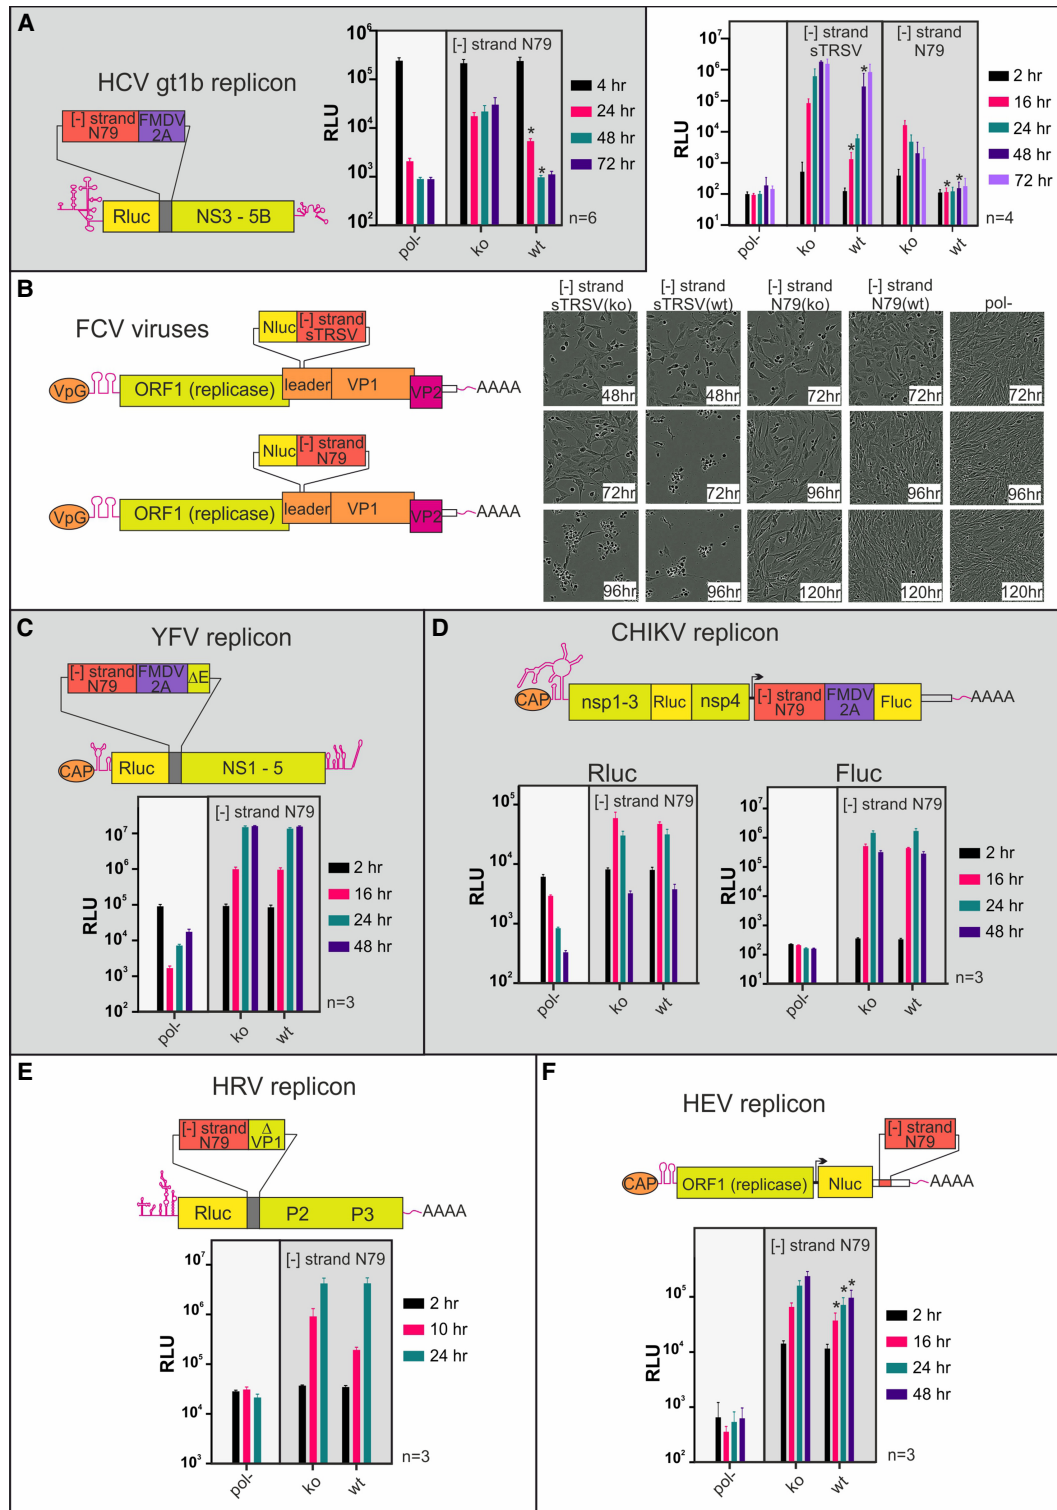 A
HCV gt1b replicon
[-] strand
N79
FMDV
2A
Rluc
NS3 - 5B
RLU
10^6
10^5
10^4
10^3
10^2
[-] strand N79
pol-
ko
wt
4 hr
24 hr
48 hr
72 hr
n=6
*
*
RLU
10^7
10^6
10^5
10^4
10^3
10^2
10^1
[-] strand
sTRSV
[-] strand
N79
*
*
*
*
pol-
ko
wt
ko
wt
2 hr
16 hr
24 hr
48 hr
72 hr
n=4
B
FCV viruses
Nluc
[-] strand
sTRSV
VpG
ORF1 (replicase)
leader
VP1
VP2
AAAA
Nluc
[-] strand
N79
VpG
ORF1 (replicase)
leader
VP1
VP2
AAAA
[-] strand
sTRSV(ko)
[-] strand
sTRSV(wt)
[-] strand
N79(ko)
[-] strand
N79(wt)
pol-
48hr
48hr
72hr
72hr
72hr
72hr
72hr
96hr
96hr
96hr
96hr
96hr
120hr
120hr
120hr
C
YFV replicon
[-] strand
N79
FMDV
2A
ΔE
CAP
Rluc
NS1 - 5
RLU
10^7
10^6
10^5
10^4
10^3
10^2
[-] strand N79
pol-
ko
wt
2 hr
16 hr
24 hr
48 hr
n=3
D
CHIKV replicon
CAP
nsp1-3
Rluc
nsp4
[-] strand
N79
FMDV
2A
Fluc
AAAA
Rluc
RLU
10^5
10^4
10^3
10^2
[-] strand N79
pol-
ko
wt
Fluc
RLU
10^7
10^6
10^5
10^4
10^3
10^2
10^1
[-] strand N79
pol-
ko
wt
2 hr
16 hr
24 hr
48 hr
n=3
E
HRV replicon
[-] strand
N79
Δ
VP1
Rluc
P2
P3
AAAA
RLU
10^7
10^6
10^5
10^4
10^3
[-] strand N79
pol-
ko
wt
2 hr
10 hr
24 hr
n=3
F
HEV replicon
[-] strand
N79
CAP
ORF1 (replicase)
Nluc
AAAA
RLU
10^5
10^4
10^3
10^2
[-] strand N79
*
*
*
pol-
ko
wt
2 hr
16 hr
24 hr
48 hr
n=3